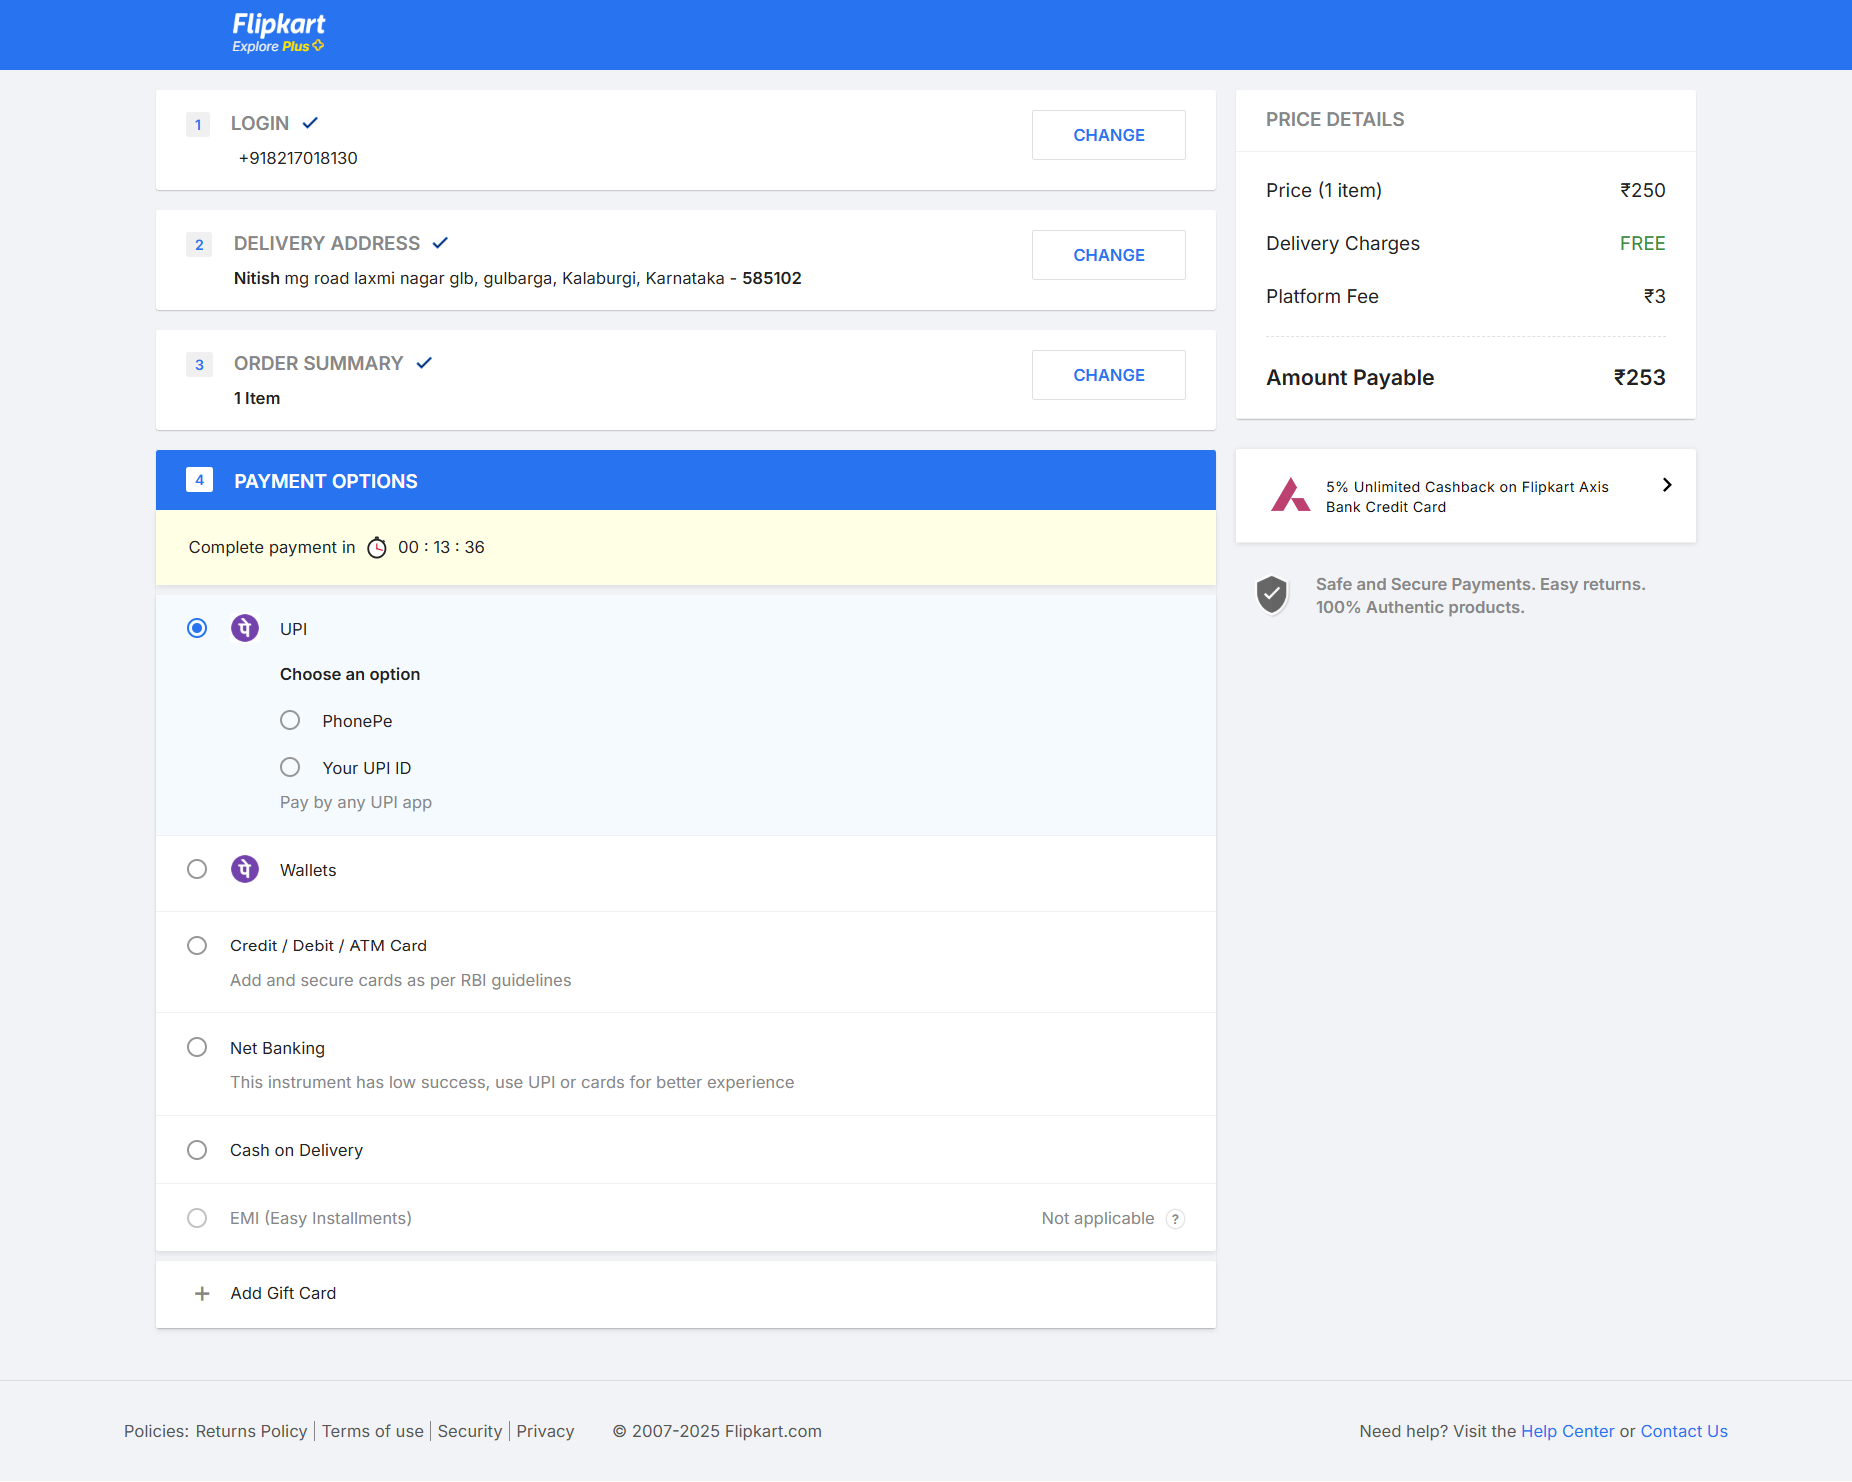 Flipkart
Explore Plus
1 LOGIN
+918217018130
CHANGE
2 DELIVERY ADDRESS
Nitish mg road laxmi nagar glb, gulbarga, Kalaburgi, Karnataka - 585102
CHANGE
3 ORDER SUMMARY
1 Item
CHANGE
4 PAYMENT OPTIONS
Complete payment in 00 : 13 : 36
पे UPI
Choose an option
PhonePe
Your UPI ID
Pay by any UPI app
पे Wallets
Credit / Debit / ATM Card
Add and secure cards as per RBI guidelines
Net Banking
This instrument has low success, use UPI or cards for better experience
Cash on Delivery
EMI (Easy Installments) Not applicable ?
+ Add Gift Card
PRICE DETAILS
Price (1 item) ₹250
Delivery Charges FREE
Platform Fee ₹3
Amount Payable ₹253
5% Unlimited Cashback on Flipkart Axis
Bank Credit Card
Safe and Secure Payments. Easy returns.
100% Authentic products.
Policies: Returns Policy | Terms of use | Security | Privacy © 2007-2025 Flipkart.com
Need help? Visit the Help Center or Contact Us